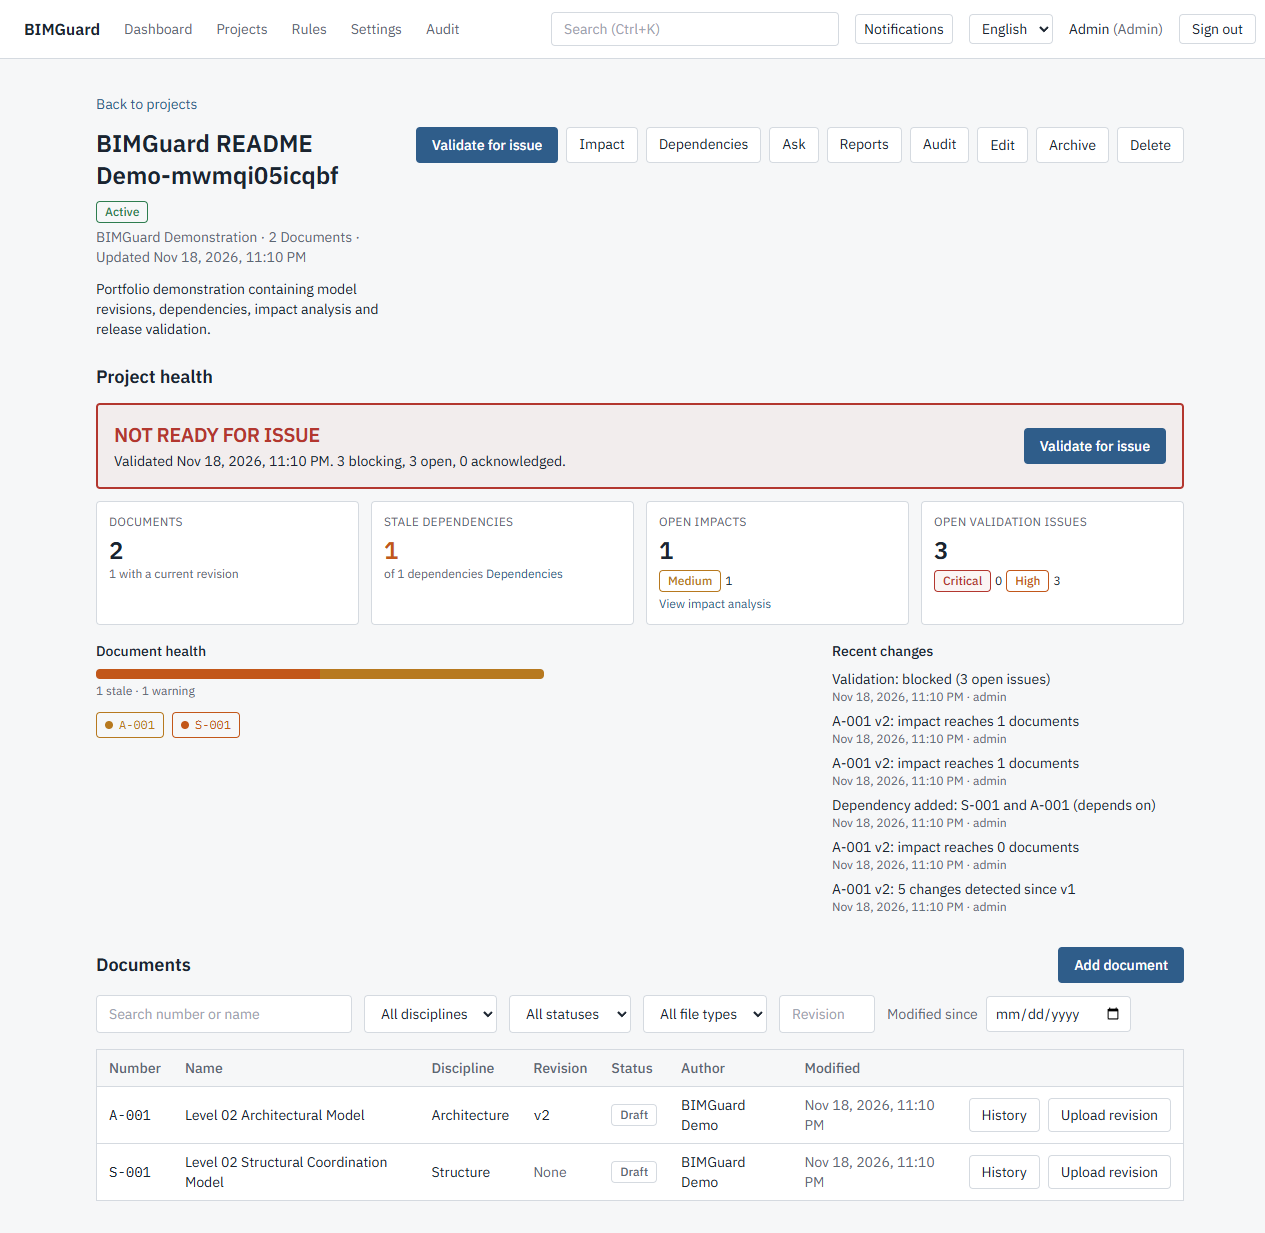 BIMGuard Dashboard Projects Rules Settings Audit Search (Ctrl+K) Notifications English Admin (Admin) Sign out
Back to projects
BIMGuard README
Demo-mwmqi05icqbf
Validate for issue Impact Dependencies Ask Reports Audit Edit Archive Delete
Active
BIMGuard Demonstration · 2 Documents ·
Updated Nov 18, 2026, 11:10 PM
Portfolio demonstration containing model
revisions, dependencies, impact analysis and
release validation.
Project health
NOT READY FOR ISSUE
Validated Nov 18, 2026, 11:10 PM. 3 blocking, 3 open, 0 acknowledged.
Validate for issue
DOCUMENTS
2
1 with a current revision
STALE DEPENDENCIES
1
of 1 dependencies Dependencies
OPEN IMPACTS
1
Medium 1
View impact analysis
OPEN VALIDATION ISSUES
3
Critical 0 High 3
Document health
1 stale · 1 warning
A-001 S-001
Recent changes
Validation: blocked (3 open issues)
Nov 18, 2026, 11:10 PM · admin
A-001 v2: impact reaches 1 documents
Nov 18, 2026, 11:10 PM · admin
A-001 v2: impact reaches 1 documents
Nov 18, 2026, 11:10 PM · admin
Dependency added: S-001 and A-001 (depends on)
Nov 18, 2026, 11:10 PM · admin
A-001 v2: impact reaches 0 documents
Nov 18, 2026, 11:10 PM · admin
A-001 v2: 5 changes detected since v1
Nov 18, 2026, 11:10 PM · admin
Documents
Add document
Search number or name All disciplines All statuses All file types Revision Modified since mm/dd/yyyy
Number Name Discipline Revision Status Author Modified
A-001 Level 02 Architectural Model Architecture v2 Draft BIMGuard Demo Nov 18, 2026, 11:10 PM History Upload revision
S-001 Level 02 Structural Coordination Model Structure None Draft BIMGuard Demo Nov 18, 2026, 11:10 PM History Upload revision